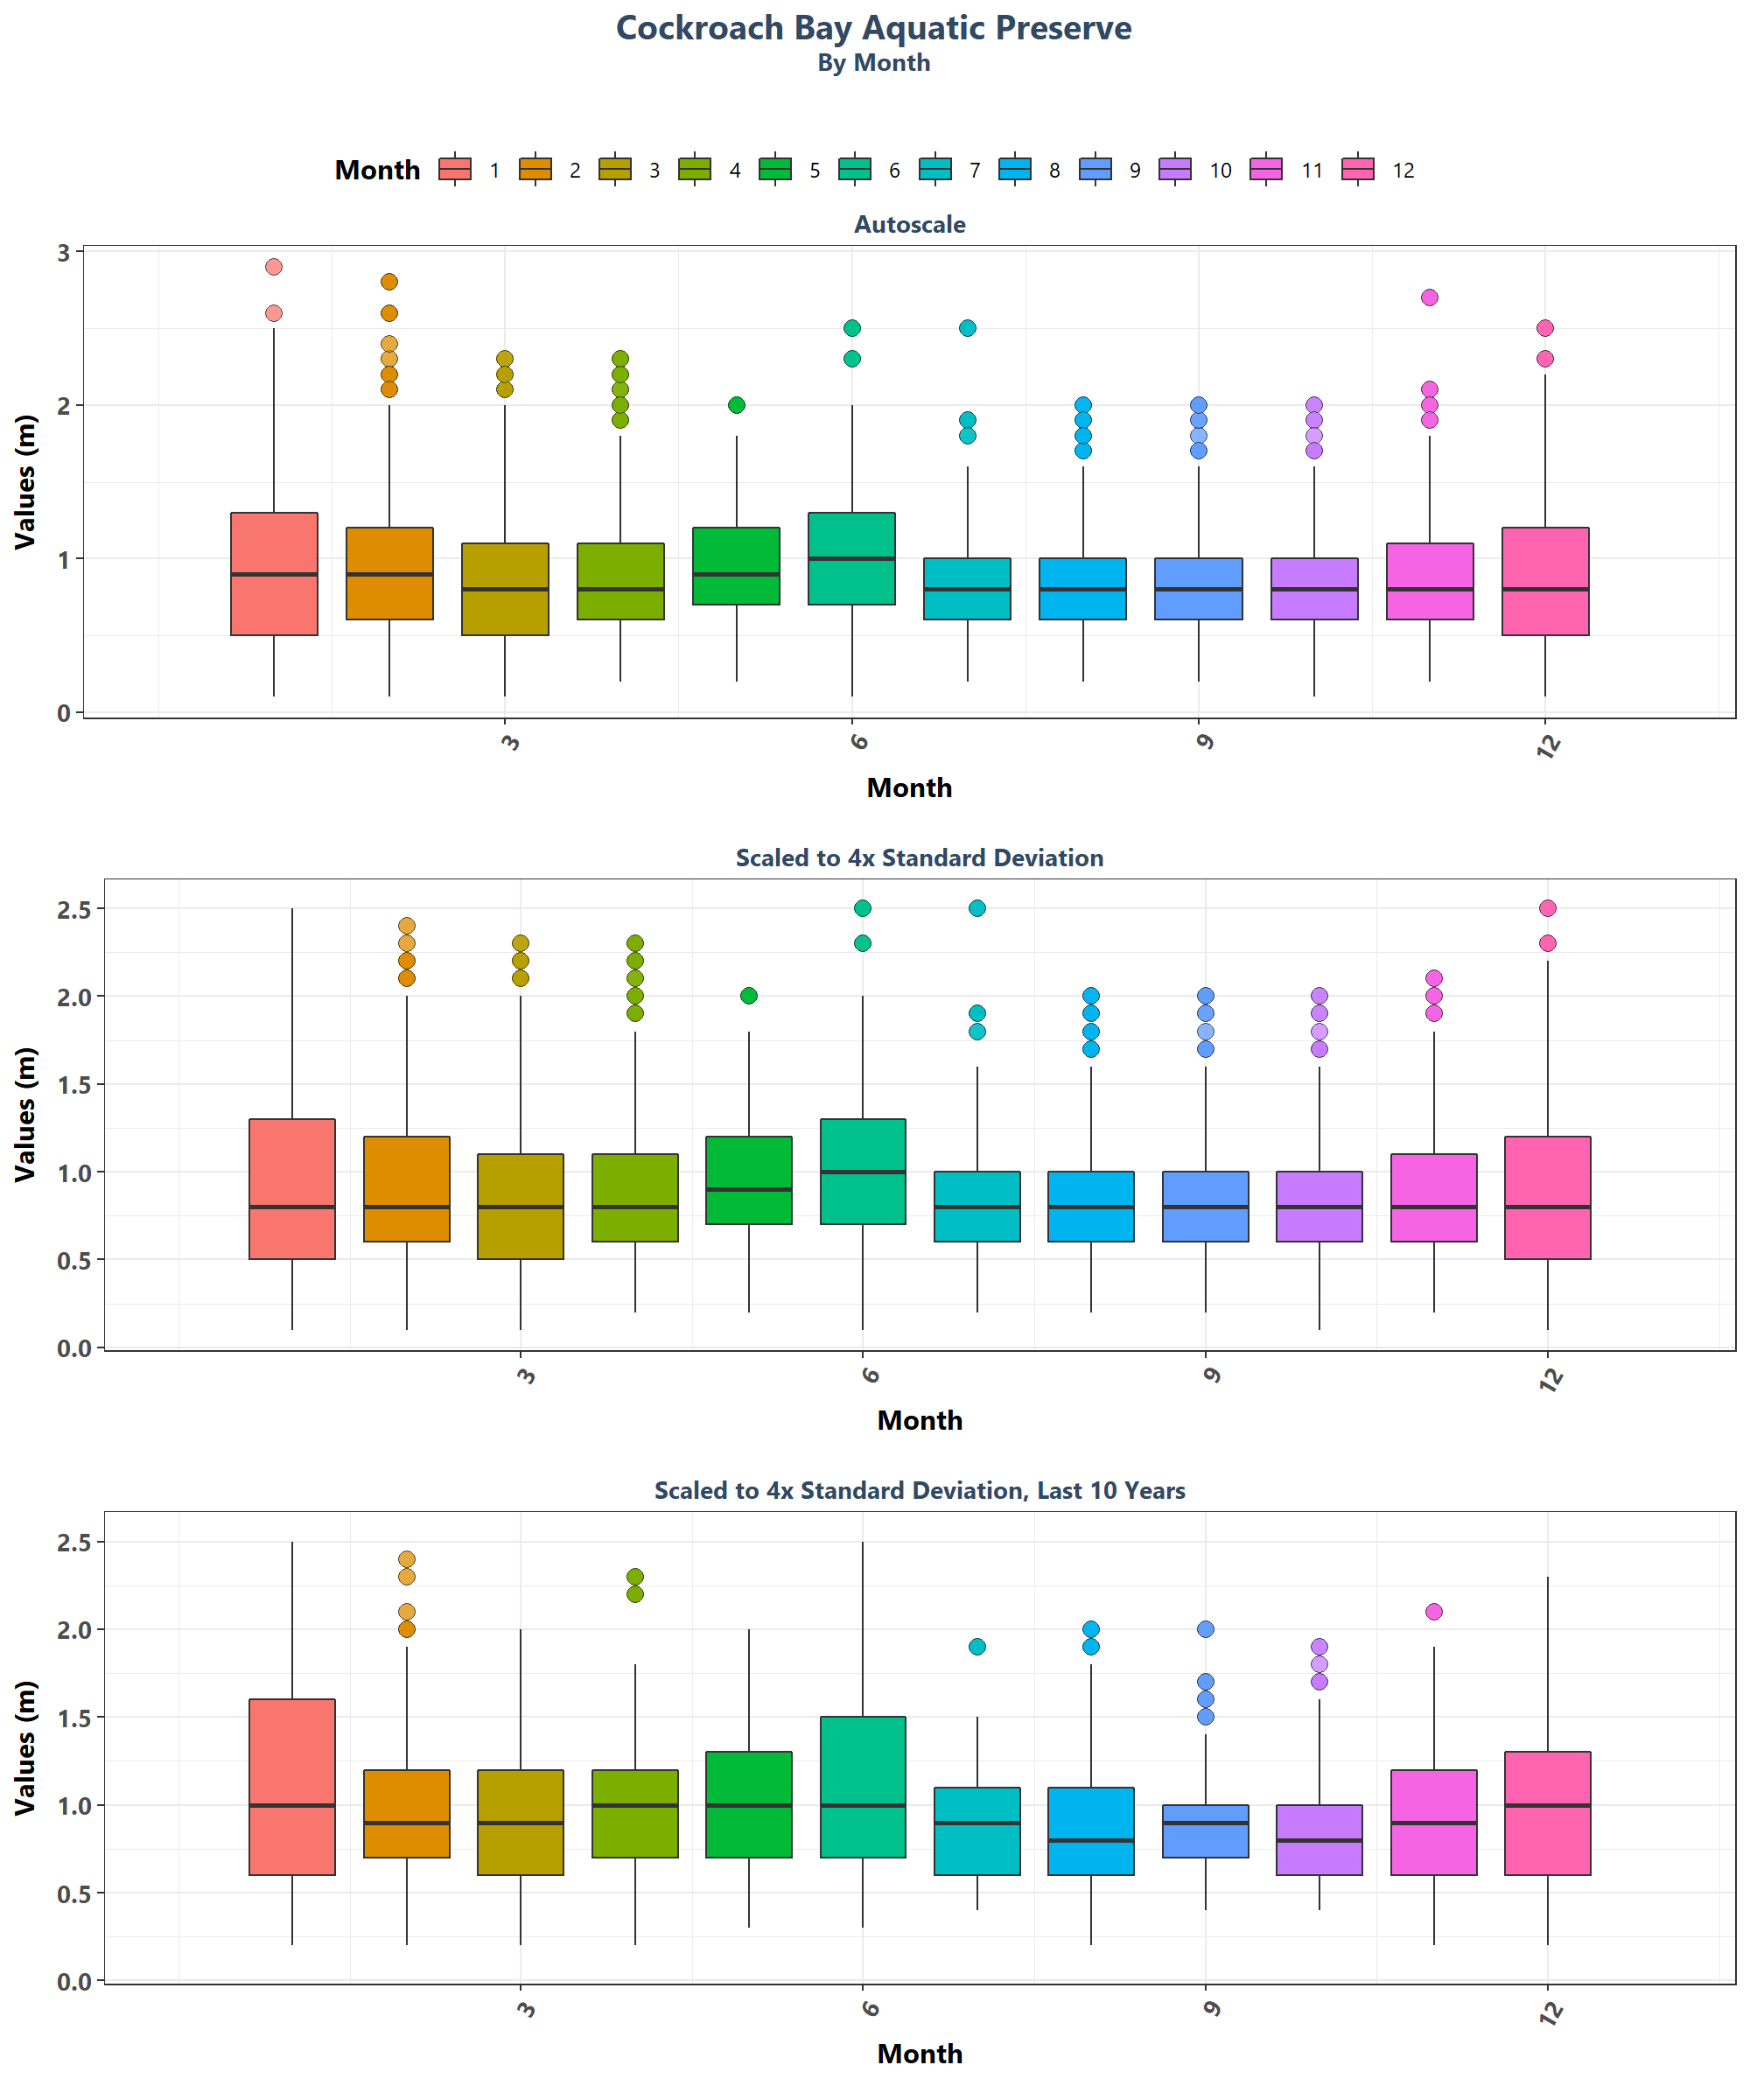 Cockroach Bay Aquatic Preserve
By Month
Month 1 2 3 4 5 6 7 8 9 10 11 12
Autoscale
Values (m)
3
2
1
0
3 6 9 12
Month
Scaled to 4x Standard Deviation
Values (m)
2.5
2.0
1.5
1.0
0.5
0.0
3 6 9 12
Month
Scaled to 4x Standard Deviation, Last 10 Years
Values (m)
2.5
2.0
1.5
1.0
0.5
0.0
3 6 9 12
Month